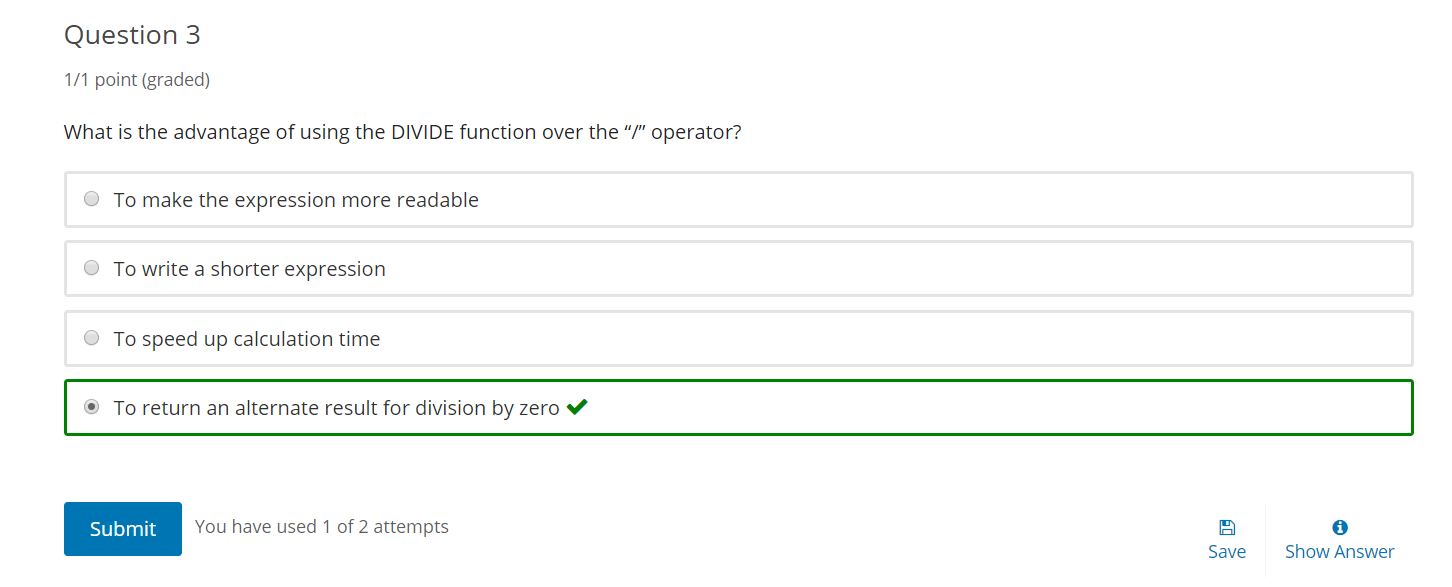 Question 3
1/1 point (graded)
What is the advantage of using the DIVIDE function over the “/” operator?
To make the expression more readable
To write a shorter expression
To speed up calculation time
To return an alternate result for division by zero
Submit
You have used 1 of 2 attempts
Save
Show Answer